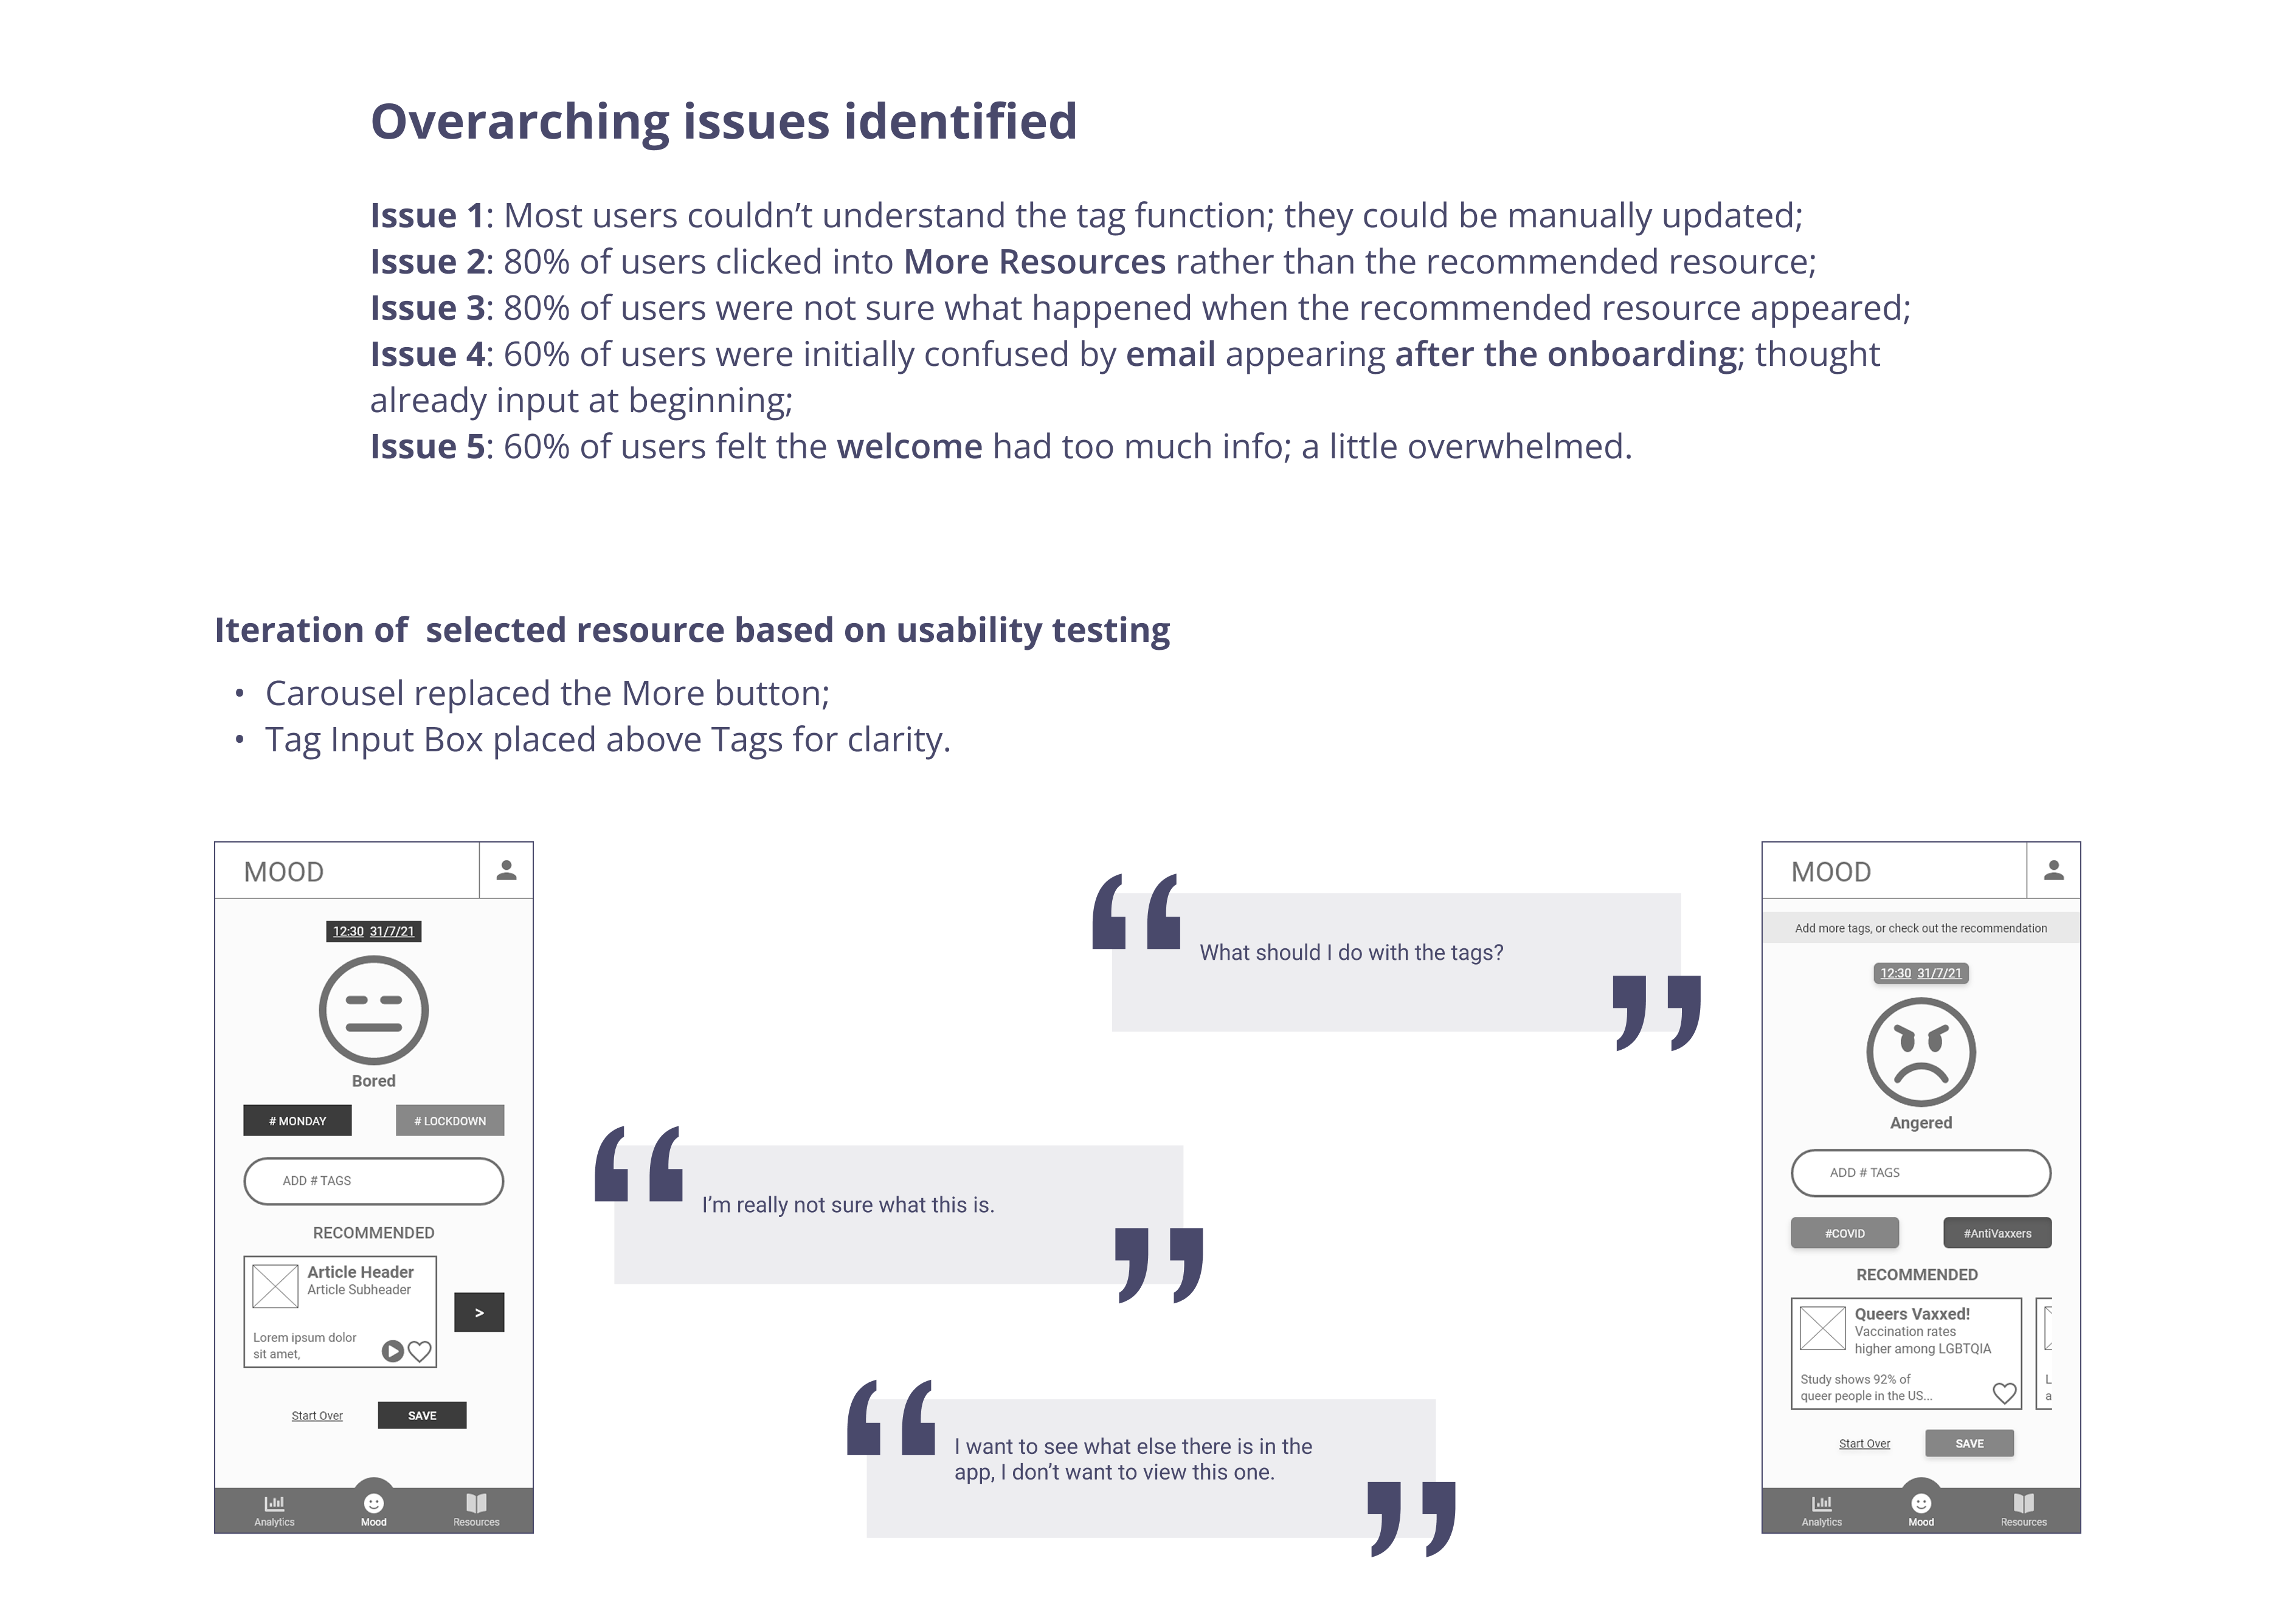 Overarching issues identified
Issue 1: Most users couldn’t understand the tag function; they could be manually updated;
Issue 2: 80% of users clicked into More Resources rather than the recommended resource;
Issue 3: 80% of users were not sure what happened when the recommended resource appeared;
Issue 4: 60% of users were initially confused by email appearing after the onboarding; thought
already input at beginning;
Issue 5: 60% of users felt the welcome had too much info; a little overwhelmed.
Iteration of  selected resource based on usability testing
• Carousel replaced the More button;
• Tag Input Box placed above Tags for clarity.
MOOD
12:30 31/7/21
Bored
# MONDAY
# LOCKDOWN
ADD # TAGS
RECOMMENDED
Article Header
Article Subheader
Lorem ipsum dolor
sit amet,
>
Start Over
SAVE
Analytics
Mood
Resources
“What should I do with the tags?”
“I’m really not sure what this is.”
“I want to see what else there is in the
app, I don’t want to view this one.”
MOOD
Add more tags, or check out the recommendation
12:30 31/7/21
Angered
ADD # TAGS
#COVID
#AntiVaxxers
RECOMMENDED
Queers Vaxxed!
Vaccination rates
higher among LGBTQIA
Study shows 92% of
queer people in the US...
L
a
Start Over
SAVE
Analytics
Mood
Resources